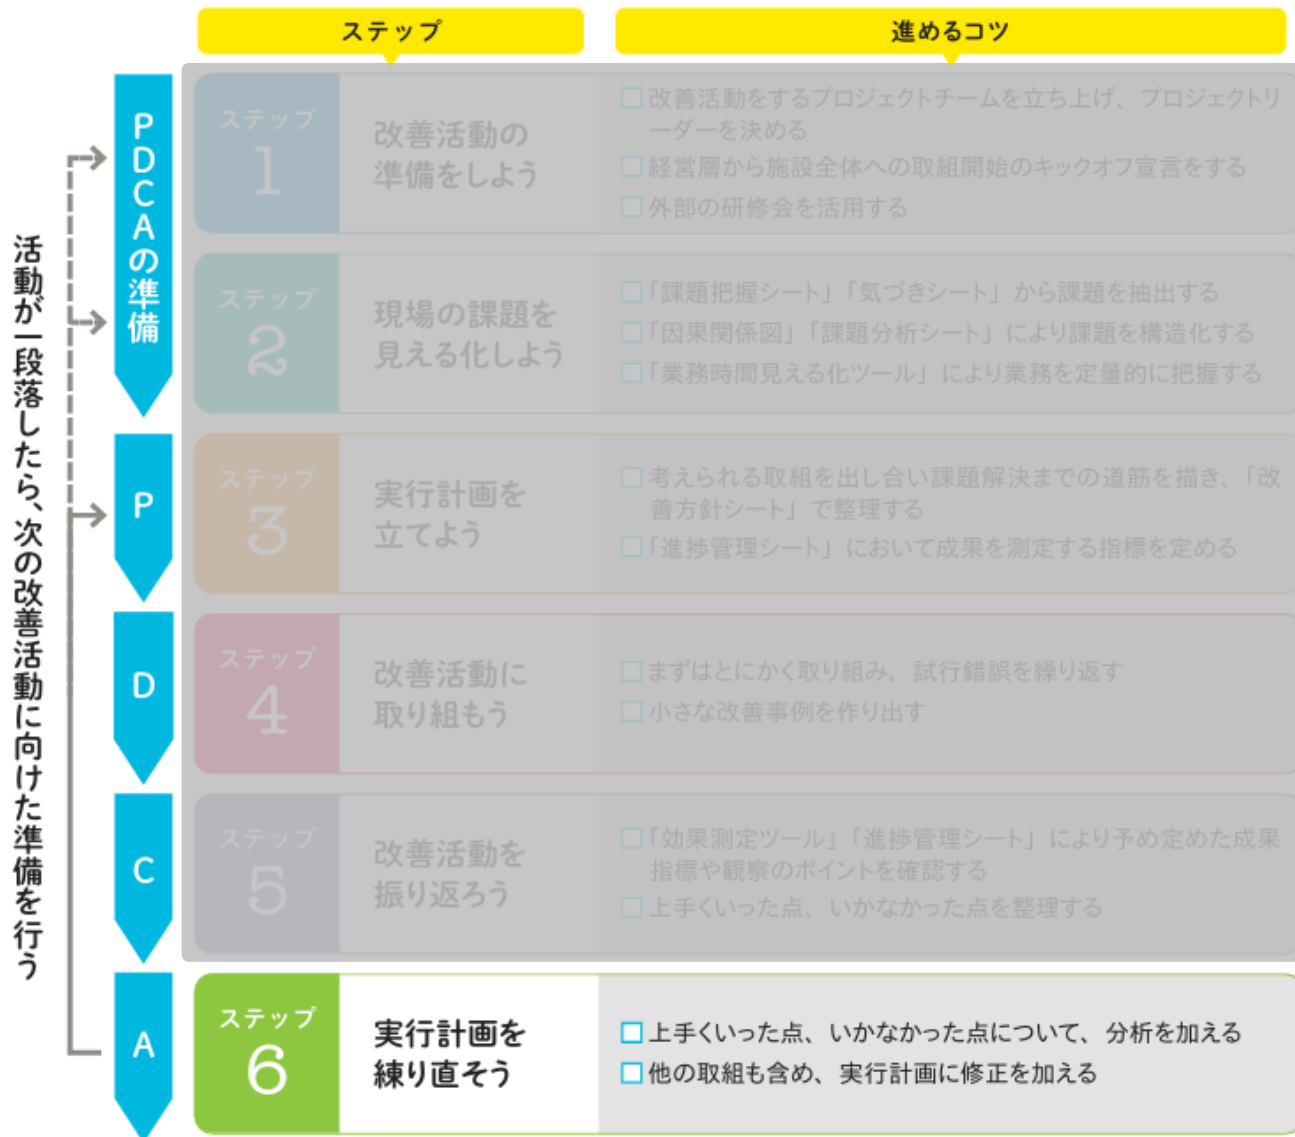 ステップ
進めるコツ
活動が一段落したら、次の改善活動に向けた準備を行う
PDCAの準備
ステップ
1
改善活動の
準備をしよう
□改善活動をするプロジェクトチームを立ち上げ、プロジェクトリ
ーダーを決める
□経営層から施設全体への取組開始のキックオフ宣言をする
□外部の研修会を活用する
ステップ
2
現場の課題を
見える化しよう
□「課題把握シート」「気づきシート」から課題を抽出する
□「因果関係図」「課題分析シート」により課題を構造化する
□「業務時間見える化ツール」により業務を定量的に把握する
P
ステップ
3
実行計画を
立てよう
□考えられる取組を出し合い課題解決までの道筋を描き、「改
善方針シート」で整理する
□「進捗管理シート」において成果を測定する指標を定める
D
ステップ
4
改善活動に
取り組もう
□まずはとにかく取り組み、試行錯誤を繰り返す
□小さな改善事例を作り出す
C
ステップ
5
改善活動を
振り返ろう
□「効果測定ツール」「進捗管理シート」により予め定めた成果
指標や観察のポイントを確認する
□上手くいった点、いかなかった点を整理する
A
ステップ
6
実行計画を
練り直そう
□上手くいった点、いかなかった点について、分析を加える
□他の取組も含め、実行計画に修正を加える